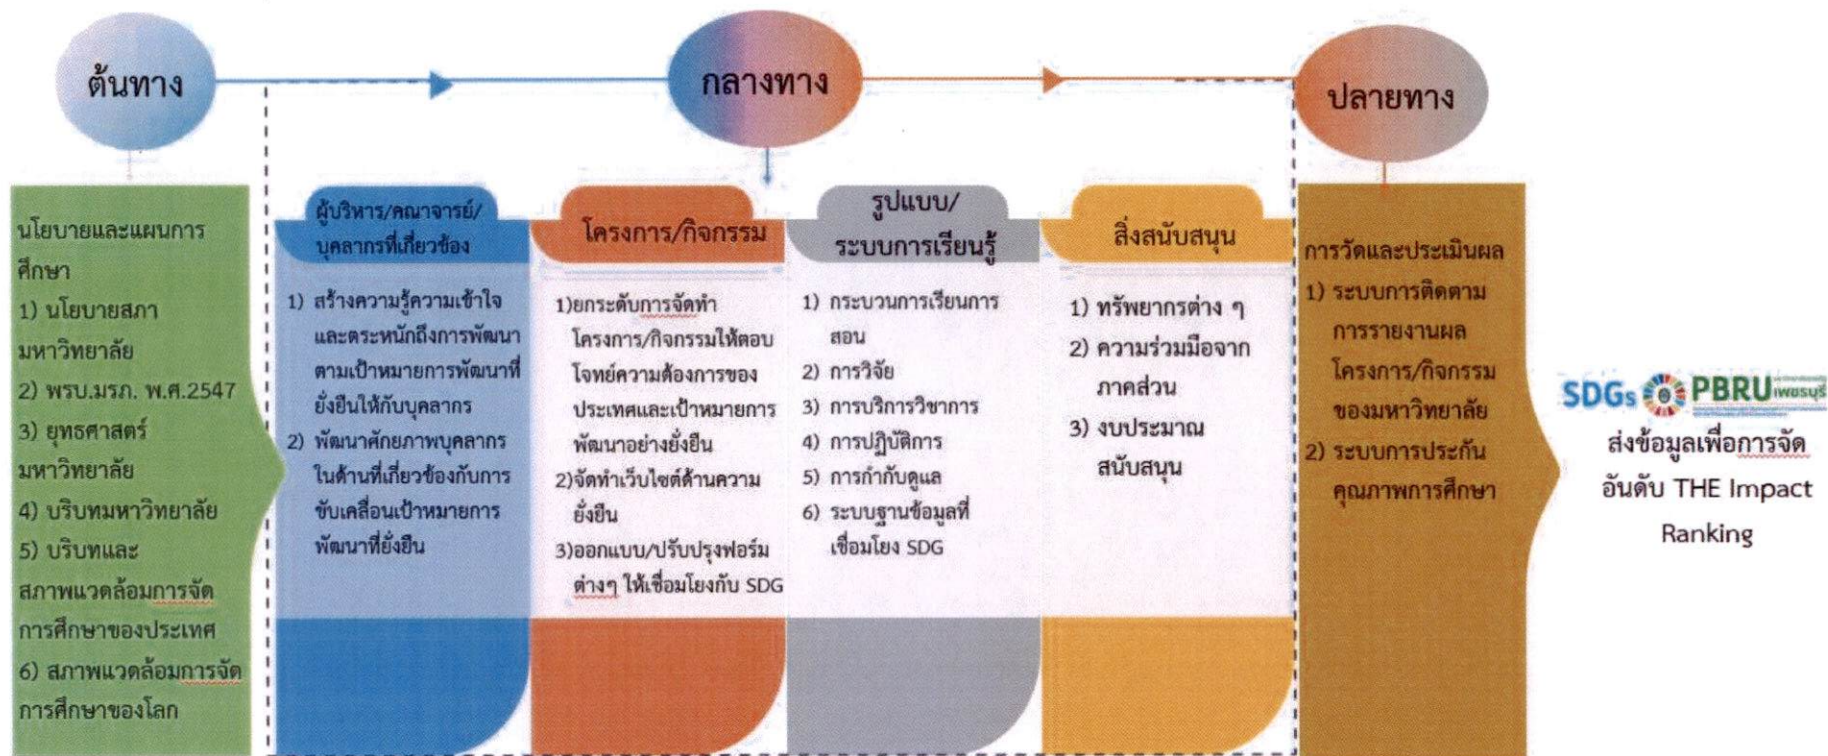 ต้นทาง
กลางทาง
ปลายทาง
นโยบายและแผนการ
ศึกษา
1) นโยบายสภา
มหาวิทยาลัย
2) พรบ.มรภ. พ.ศ.2547
3) ยุทธศาสตร์
มหาวิทยาลัย
4) บริบทมหาวิทยาลัย
5) บริบทและ
สภาพแวดล้อมการจัด
การศึกษาของประเทศ
6) สภาพแวดล้อมการจัด
การศึกษาของโลก
ผู้บริหาร/คณาจารย์/
บุคลากรที่เกี่ยวข้อง
1) สร้างความรู้ความเข้าใจ
และตระหนักถึงการพัฒนา
ตามเป้าหมายการพัฒนาที่
ยั่งยืนให้กับบุคลากร
2) พัฒนาศักยภาพบุคลากร
ในด้านที่เกี่ยวข้องกับการ
ขับเคลื่อนเป้าหมายการ
พัฒนาที่ยั่งยืน
โครงการ/กิจกรรม
1)ยกระดับการจัดทำ
โครงการ/กิจกรรมให้ตอบ
โจทย์ความต้องการของ
ประเทศและเป้าหมายการ
พัฒนาอย่างยั่งยืน
2)จัดทำเว็บไซต์ด้านความ
ยั่งยืน
3)ออกแบบ/ปรับปรุงฟอร์ม
ต่างๆ ให้เชื่อมโยงกับ SDG
รูปแบบ/
ระบบการเรียนรู้
1) กระบวนการเรียนการ
สอน
2) การวิจัย
3) การบริการวิชาการ
4) การปฏิบัติการ
5) การกำกับดูแล
6) ระบบฐานข้อมูลที่
เชื่อมโยง SDG
สิ่งสนับสนุน
1) ทรัพยากรต่าง ๆ
2) ความร่วมมือจาก
ภาคส่วน
3) งบประมาณ
สนับสนุน
การวัดและประเมินผล
1) ระบบการติดตาม
การรายงานผล
โครงการ/กิจกรรม
ของมหาวิทยาลัย
2) ระบบการประกัน
คุณภาพการศึกษา
SDGs PBRU เพชรบุรี
ส่งข้อมูลเพื่อการจัด
อันดับ THE Impact
Ranking